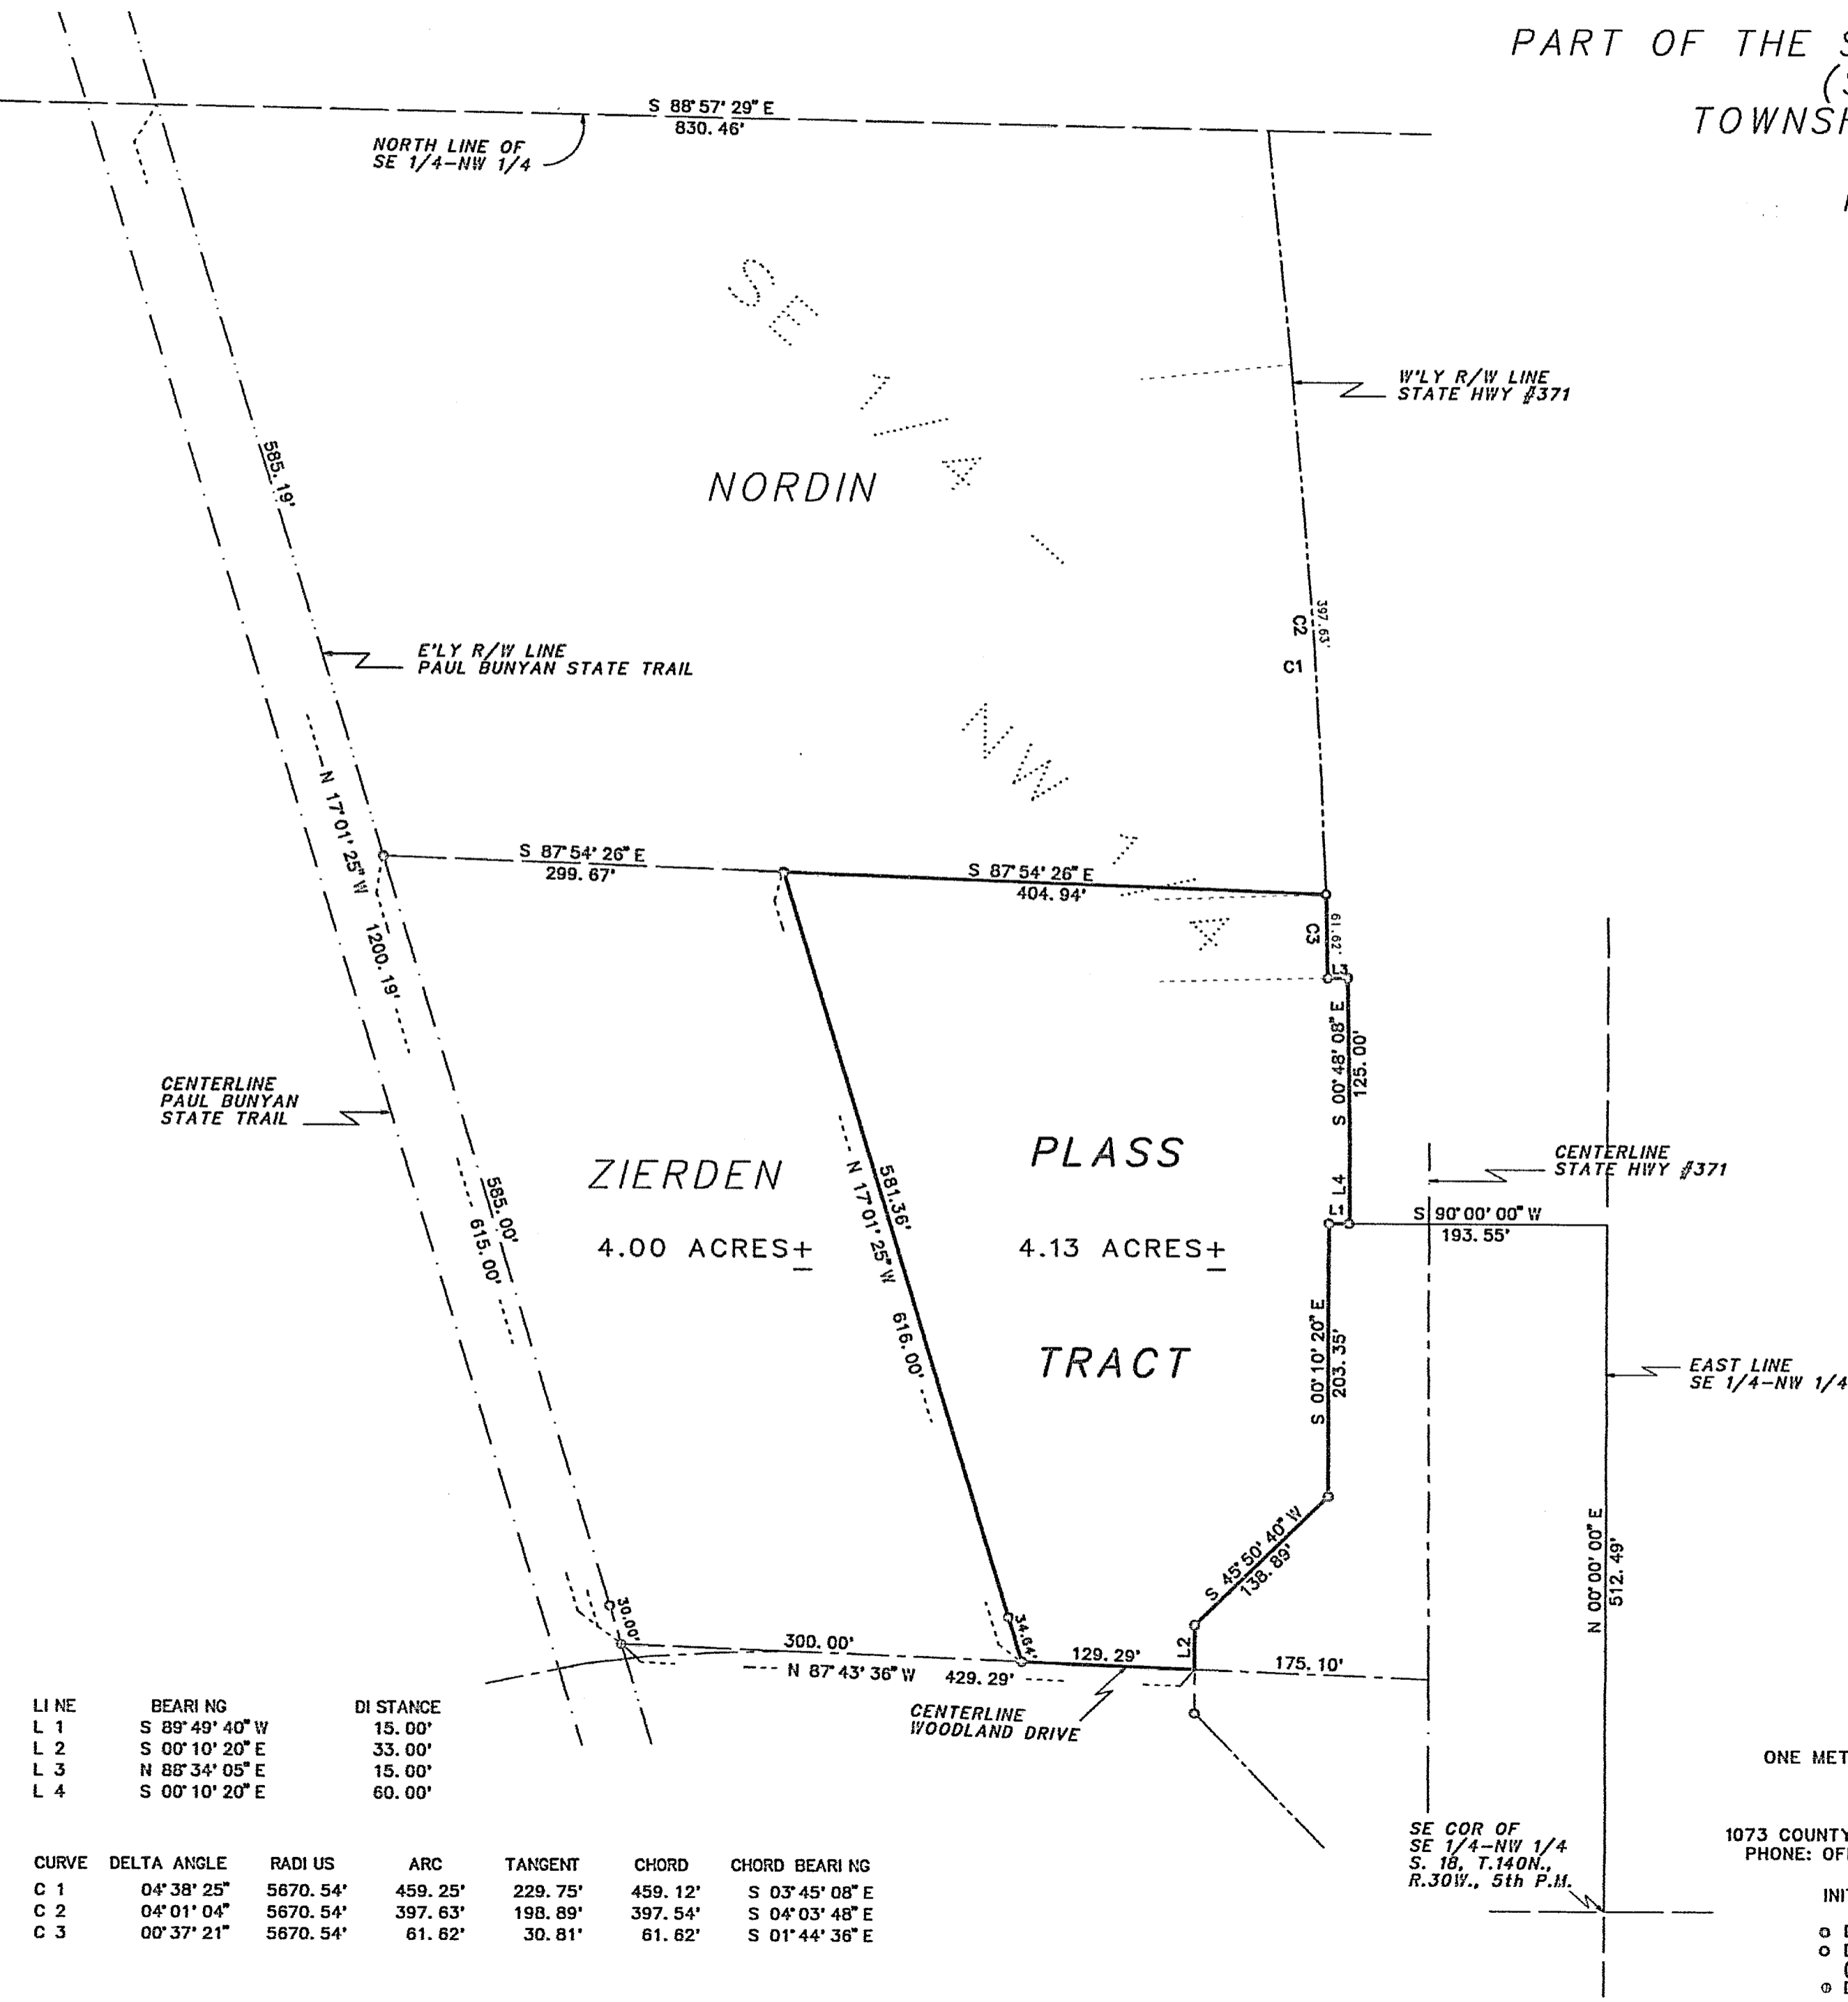 PART OF THE
TOWNSH
S 88°57'29" E
830.46'
NORTH LINE OF
SE 1/4-NW 1/4
SE 1/4 - NW 1/4
W'LY R/W LINE
STATE HWY #371
585.19'
NORDIN
397.63'
C2
C1
E'LY R/W LINE
PAUL BUNYAN STATE TRAIL
N 17°01'25" W 1200.19'
S 87°54'26" E
299.67'
S 87°54'26" E
404.94'
C3
61.62'
L3
S 00°48'08" E
125.00'
CENTERLINE
PAUL BUNYAN
STATE TRAIL
ZIERDEN
4.00 ACRES±
585.00'
615.00'
581.36'
N 17°01'25" W 616.00'
PLASS
4.13 ACRES±
TRACT
L4
L1
CENTERLINE
STATE HWY #371
S 90°00'00" W
193.55'
S 00°10'20" E
203.35'
EAST LINE
SE 1/4-NW 1/4
N 00°00'00" E
512.49'
S 45°50'40" W
138.89'
30.00'
34.64'
L2
300.00'
129.29'
175.10'
N 87°43'36" W 429.29'
CENTERLINE
WOODLAND DRIVE
LINE BEARING DISTANCE
L 1 S 89°49'40" W 15.00'
L 2 S 00°10'20" E 33.00'
L 3 N 88°34'05" E 15.00'
L 4 S 00°10'20" E 60.00'
CURVE DELTA ANGLE RADIUS ARC TANGENT CHORD CHORD BEARING
C 1 04°38'25" 5670.54' 459.25' 229.75' 459.12' S 03°45'08" E
C 2 04°01'04" 5670.54' 397.63' 198.89' 397.54' S 04°03'48" E
C 3 00°37'21" 5670.54' 61.62' 30.81' 61.62' S 01°44'36" E
SE COR OF
SE 1/4-NW 1/4
S. 18, T.140N.,
R.30W., 5th P.M.
ONE MET
1073 COUNTY
PHONE: OF
INI